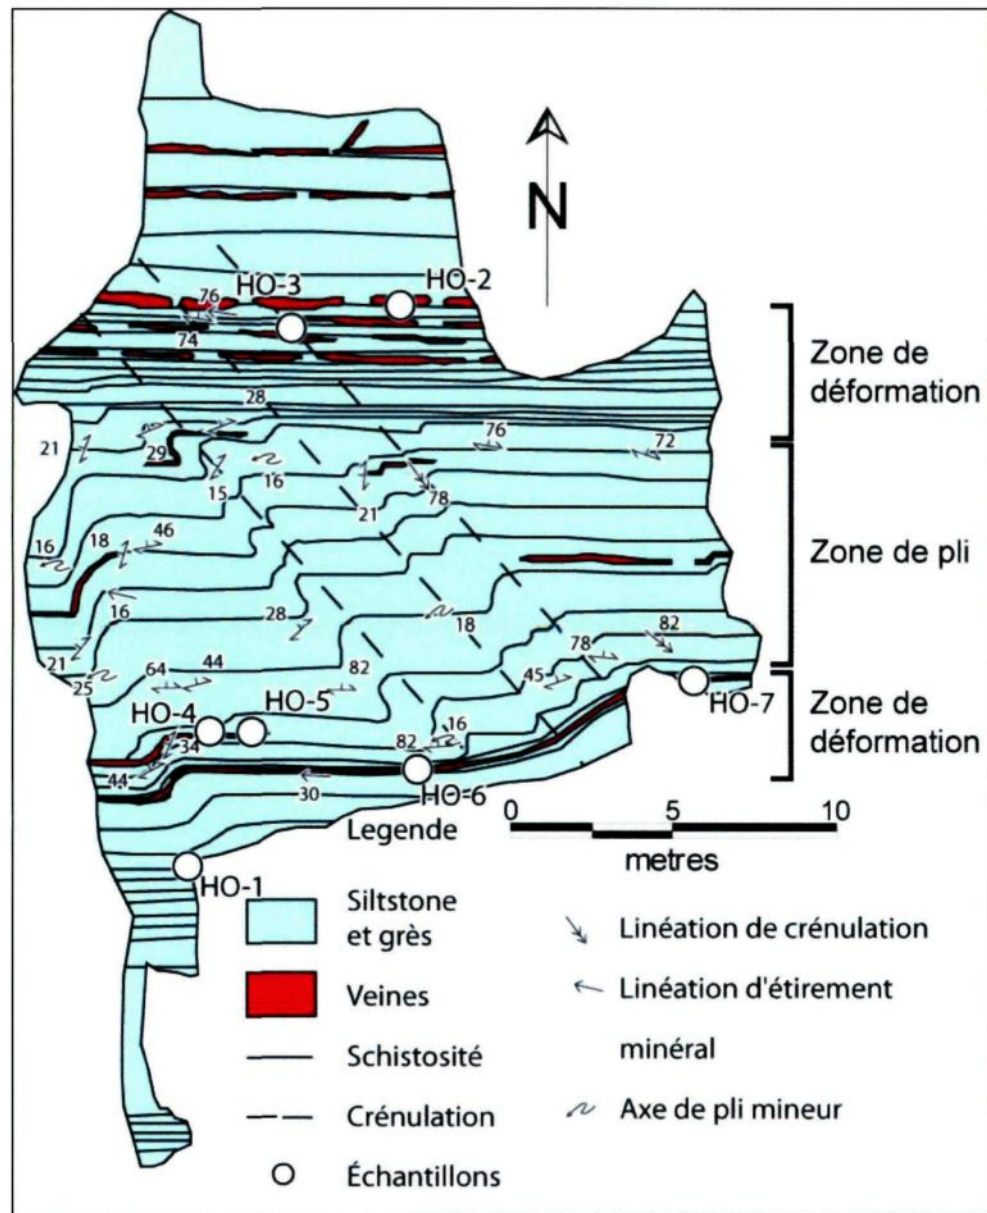 N
HO-3
HO-2
76
74
Zone de
déformation
28
21
29
76
72
15
16
21
78
Zone de pli
16
18
46
16
28
18
82
21
25
64
44
82
78
45
HO-7
HO-4
HO-5
34
82
16
Zone de
déformation
44
30
HO-6
0 5 10
metres
HO-1
Legende
Siltstone
et grès
Veines
Schistosité
Crénulation
Échantillons
Linéation de crénulation
Linéation d'étirement
minéral
Axe de pli mineur